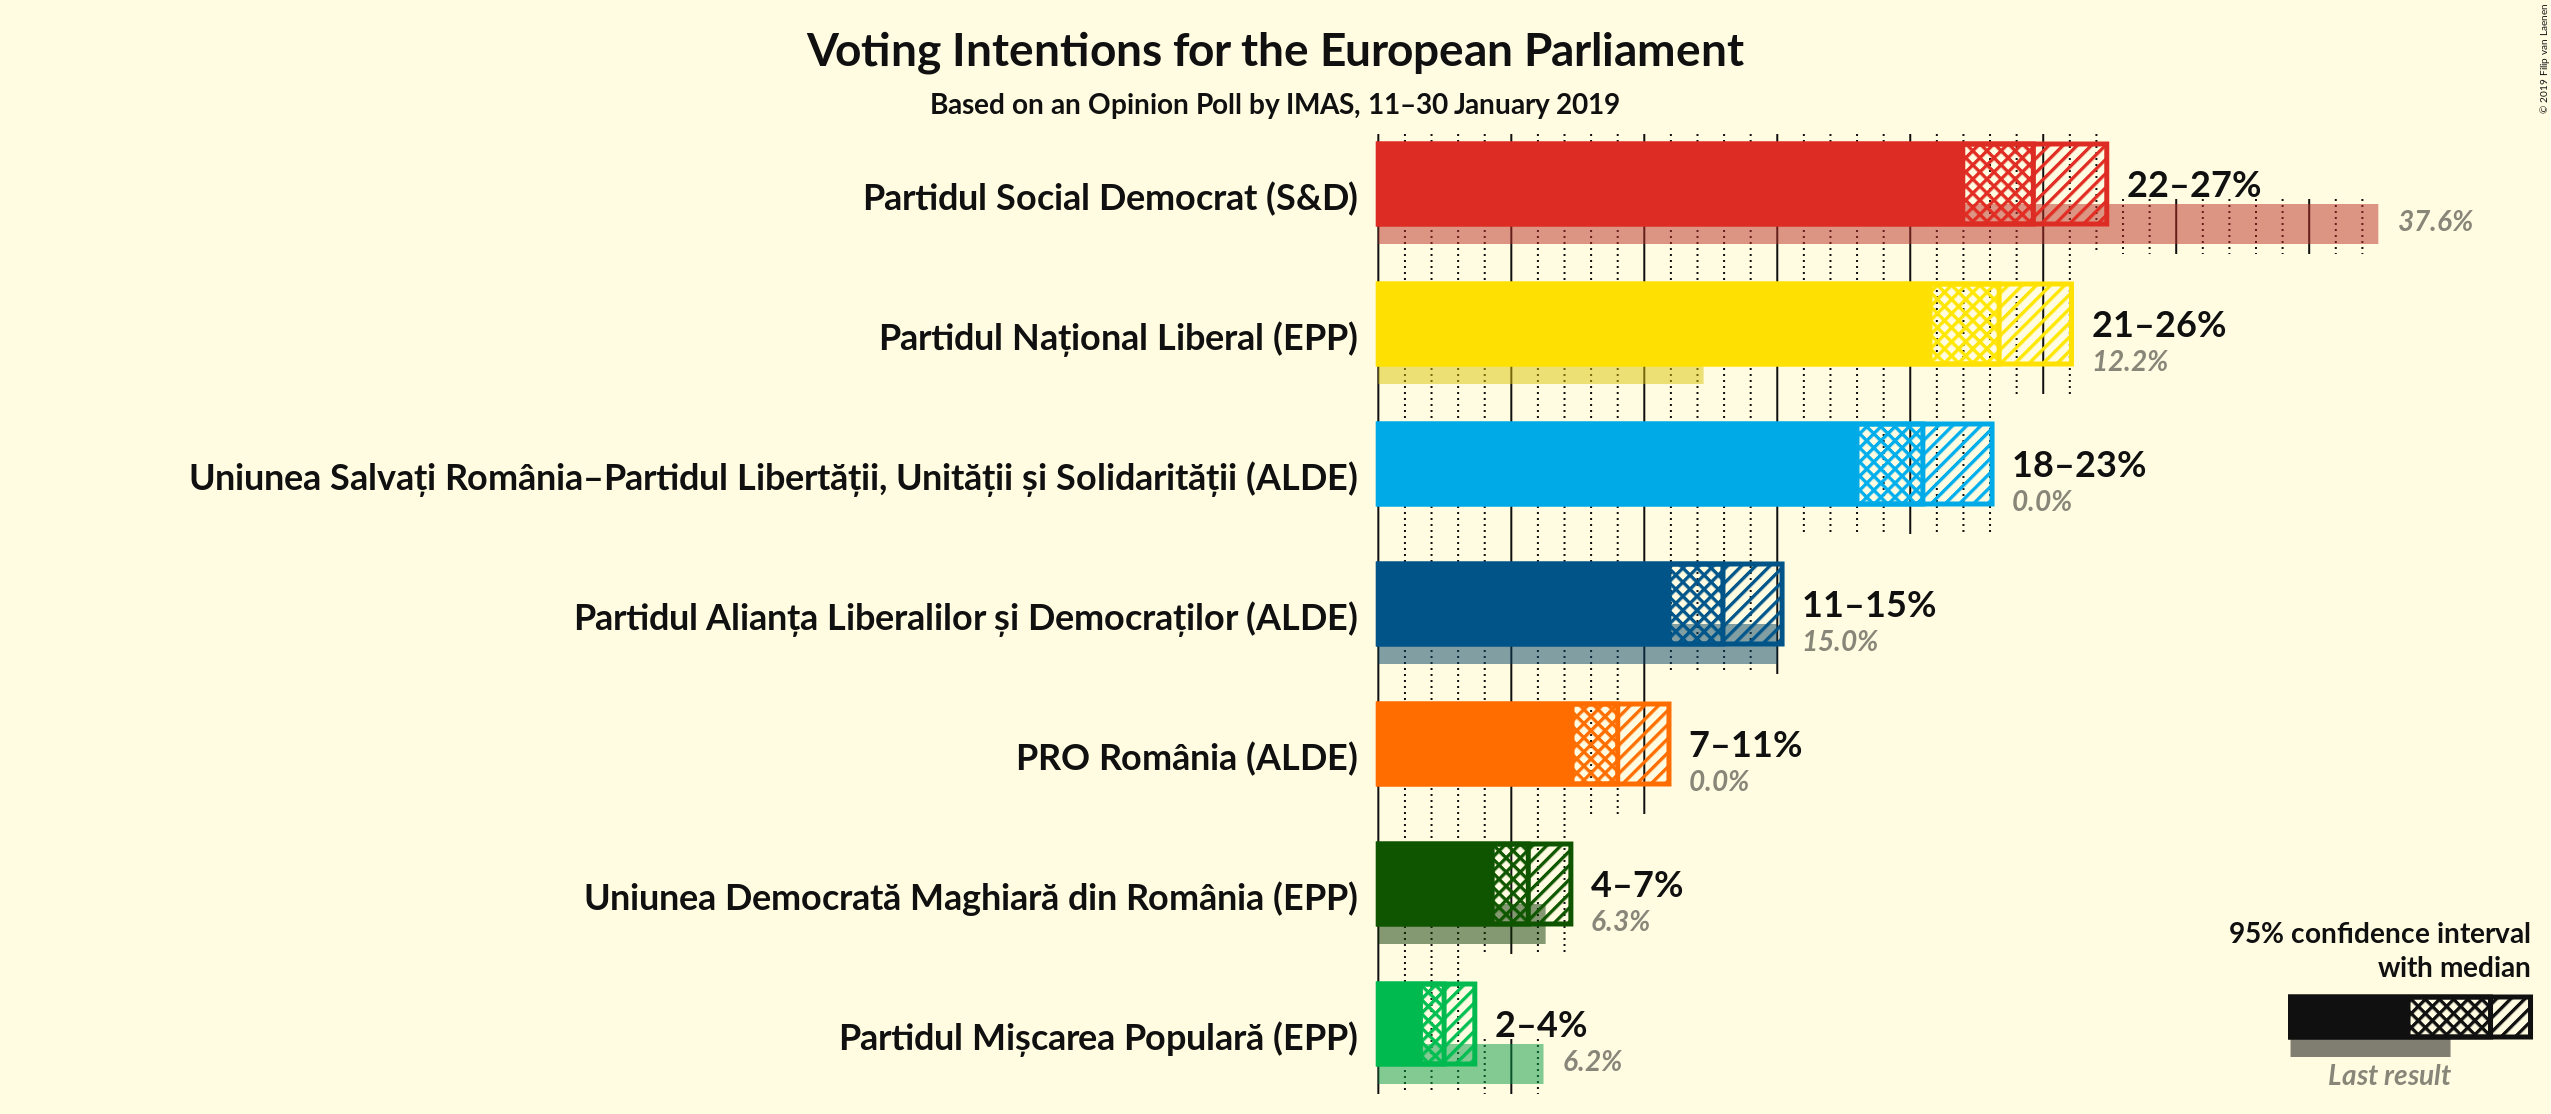 Voting Intentions for the European Parliament
Based on an Opinion Poll by IMAS, 11–30 January 2019
© 2019 Filip van Laenen
Partidul Social Democrat (S&D)
22–27%
37.6%
Partidul Național Liberal (EPP)
21–26%
12.2%
Uniunea Salvați România–Partidul Libertății, Unității și Solidarității (ALDE)
18–23%
0.0%
Partidul Alianța Liberalilor și Democraților (ALDE)
11–15%
15.0%
PRO România (ALDE)
7–11%
0.0%
Uniunea Democrată Maghiară din România (EPP)
4–7%
6.3%
Partidul Mișcarea Populară (EPP)
2–4%
6.2%
95% confidence interval
with median
Last result